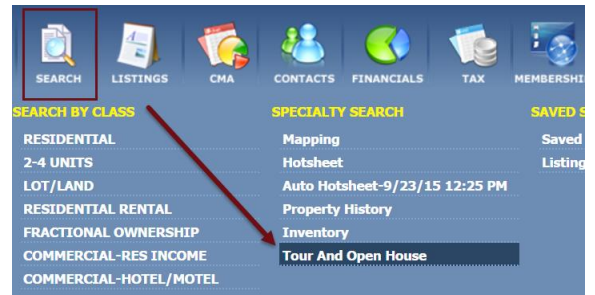 SEARCH LISTINGS CMA CONTACTS FINANCIALS TAX MEMBERSHI
SEARCH BY CLASS
RESIDENTIAL
2-4 UNITS
LOT/LAND
RESIDENTIAL RENTAL
FRACTIONAL OWNERSHIP
COMMERCIAL-RES INCOME
COMMERCIAL-HOTEL/MOTEL
SPECIALTY SEARCH
Mapping
Hotsheet
Auto Hotsheet-9/23/15 12:25 PM
Property History
Inventory
Tour And Open House
SAVED S
Saved
Listing